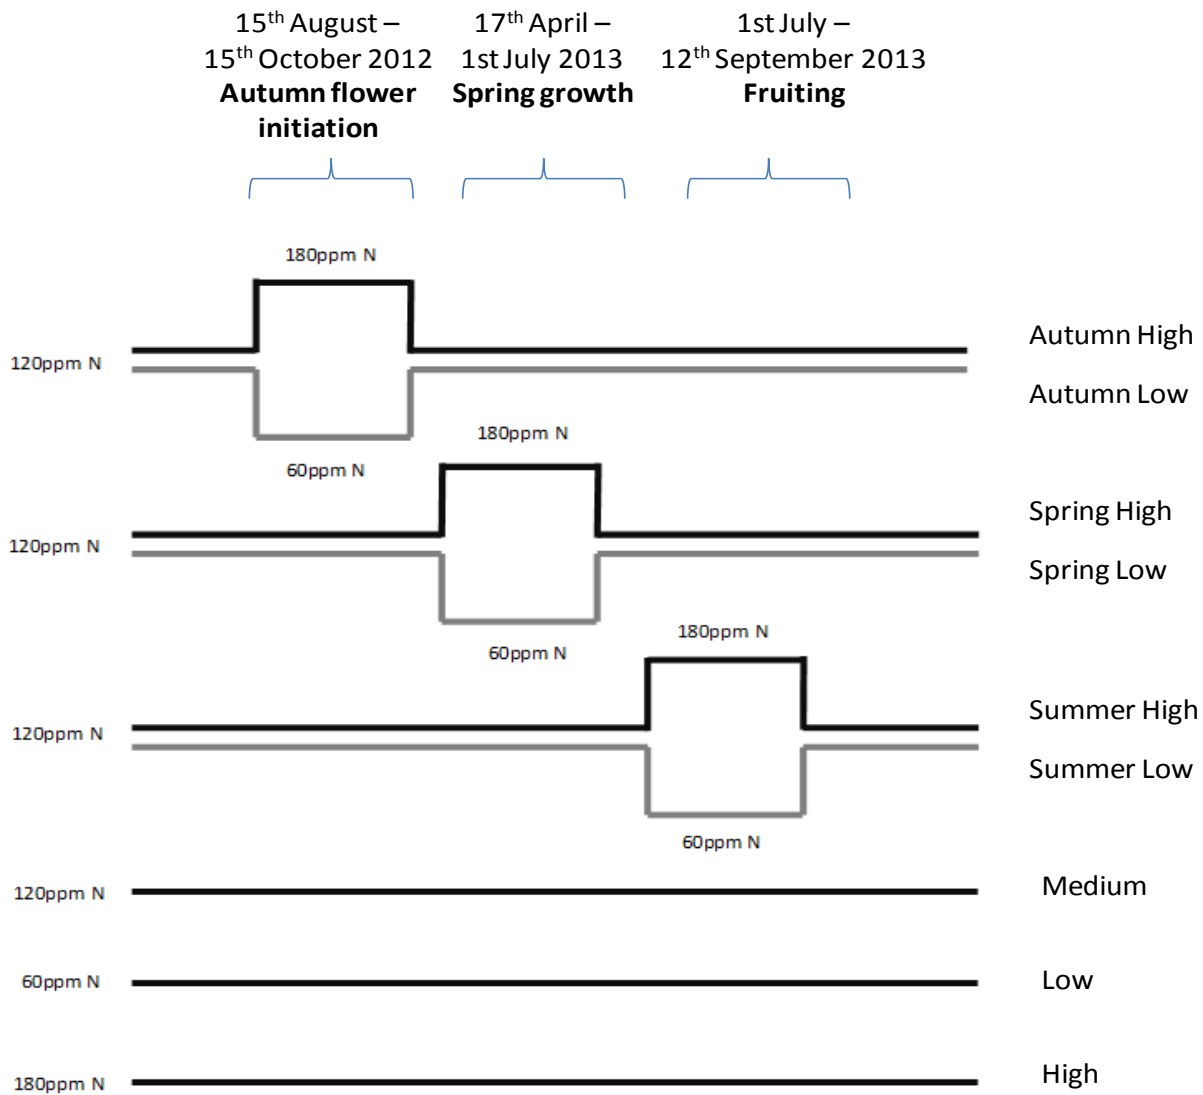 15th August –
15th October 2012
Autumn flower
initiation
17th April –
1st July 2013
Spring growth
1st July –
12th September 2013
Fruiting
180ppm N
120ppm N
60ppm N
Autumn High
Autumn Low
180ppm N
120ppm N
60ppm N
Spring High
Spring Low
180ppm N
120ppm N
60ppm N
Summer High
Summer Low
120ppm N
Medium
60ppm N
Low
180ppm N
High